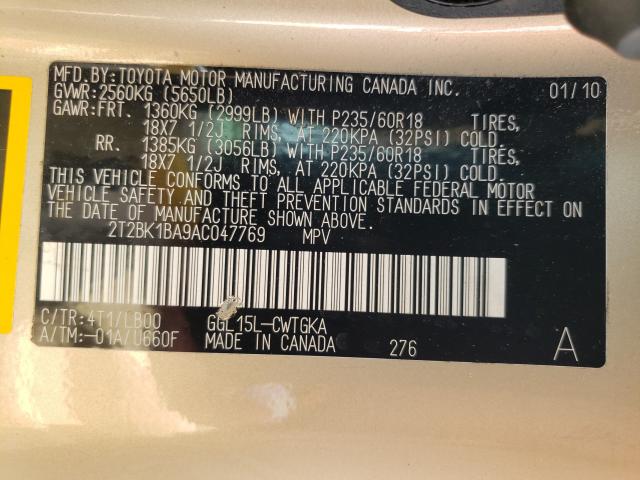 MFD.BY:TOYOTA MOTOR MANUFACTURING CANADA INC. 01/10
GVWR:2560KG (5650LB)
GAWR:FRT. 1360KG (2999LB) WITH P235/60R18 TIRES,
18X7 1/2J RIMS, AT 220KPA (32PSI) COLD.
RR. 1385KG (3056LB) WITH P235/60R18 TIRES,
18X7 1/2J RIMS, AT 220KPA (32PSI) COLD.
THIS VEHICLE CONFORMS TO ALL APPLICABLE FEDERAL MOTOR
VEHICLE SAFETY AND THEFT PREVENTION STANDARDS IN EFFECT ON
THE DATE OF MANUFACTURE SHOWN ABOVE.
2T2BK1BA9AC047769 MPV
C/TR:4T1/LB00 GGL15L-CWTGKA
A/TM:-01A/U660F MADE IN CANADA 276 A